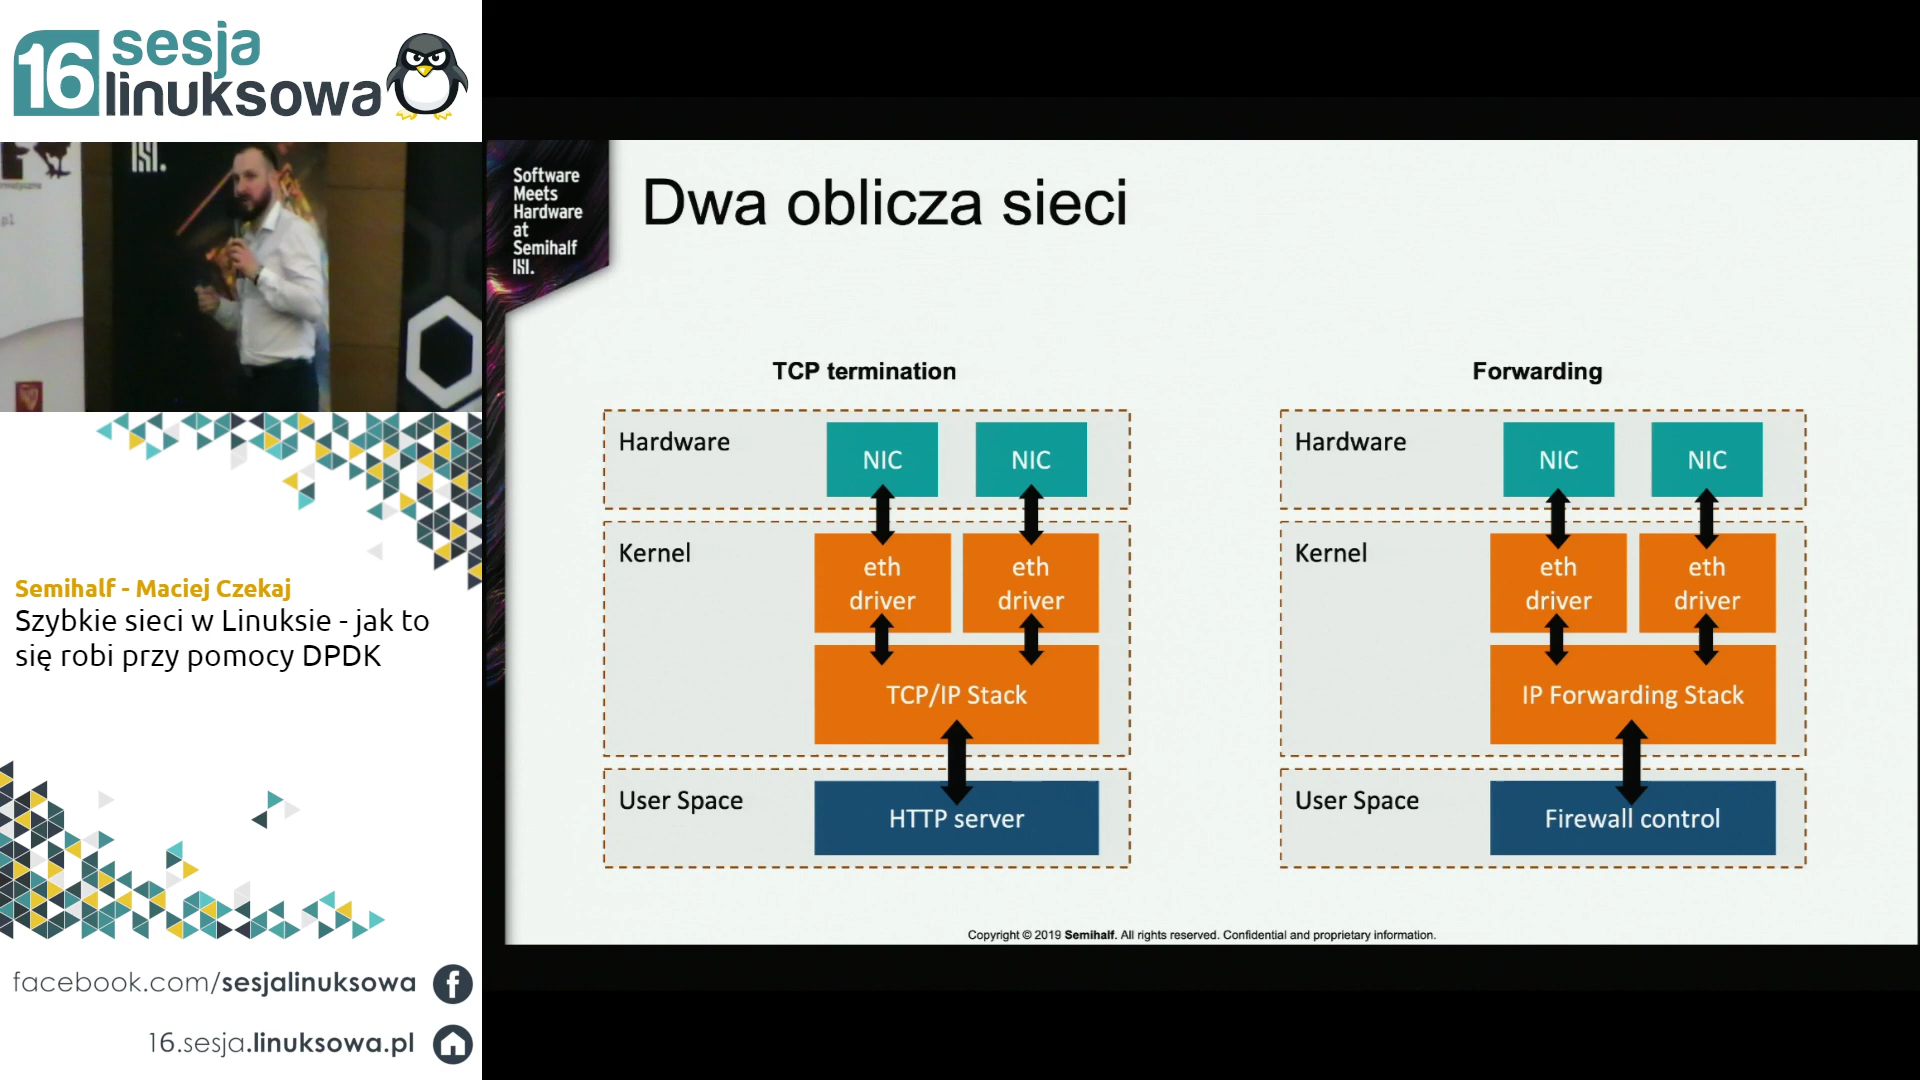 16 sesja
linuksowa
Semihalf - Maciej Czekaj
Szybkie sieci w Linuksie - jak to
się robi przy pomocy DPDK
facebook.com/sesjalinuksowa
16.sesja.linuksowa.pl
Software
Meets
Hardware
at
Semihalf
Dwa oblicza sieci
TCP termination
Hardware
NIC
NIC
Kernel
eth
driver
eth
driver
TCP/IP Stack
User Space
HTTP server
Forwarding
Hardware
NIC
NIC
Kernel
eth
driver
eth
driver
IP Forwarding Stack
User Space
Firewall control
Copyright © 2019 Semihalf. All rights reserved. Confidential and proprietary information.